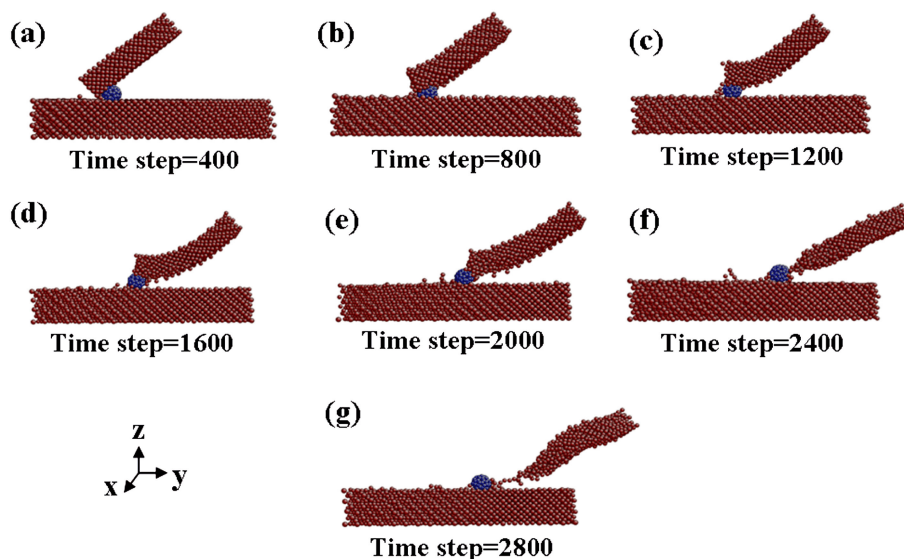 (a)
Time step=400
(b)
Time step=800
(c)
Time step=1200
(d)
Time step=1600
(e)
Time step=2000
(f)
Time step=2400
(g)
Time step=2800
z
x
y